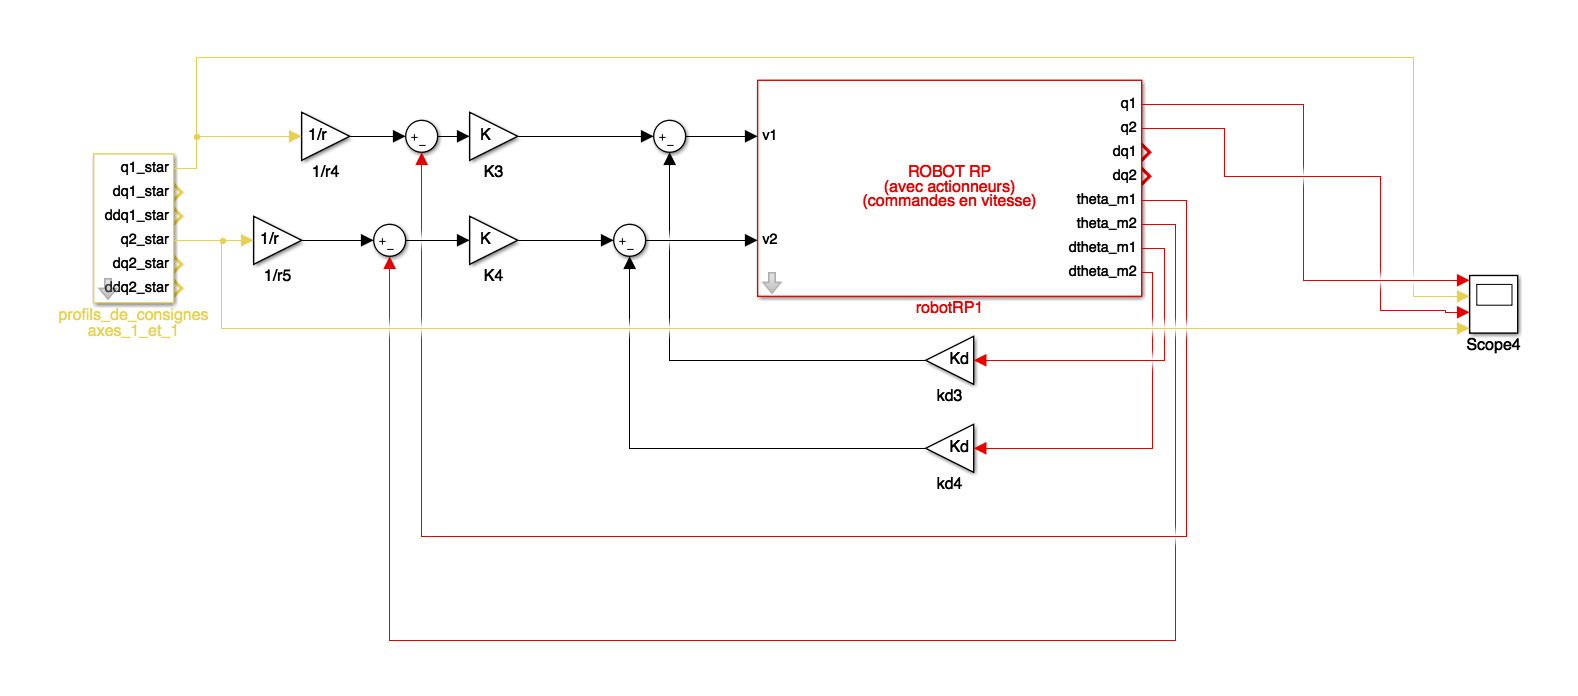 q1_star
dq1_star
ddq1_star
q2_star
dq2_star
ddq2_star
profils_de_consignes
axes_1_et_1
1/r
1/r4
1/r
1/r5
+
−
+
−
K
K3
K
K4
+
−
+
−
v1
v2
ROBOT RP
(avec actionneurs)
(commandes en vitesse)
q1
q2
dq1
dq2
theta_m1
theta_m2
dtheta_m1
dtheta_m2
robotRP1
Kd
kd3
Kd
kd4
Scope4